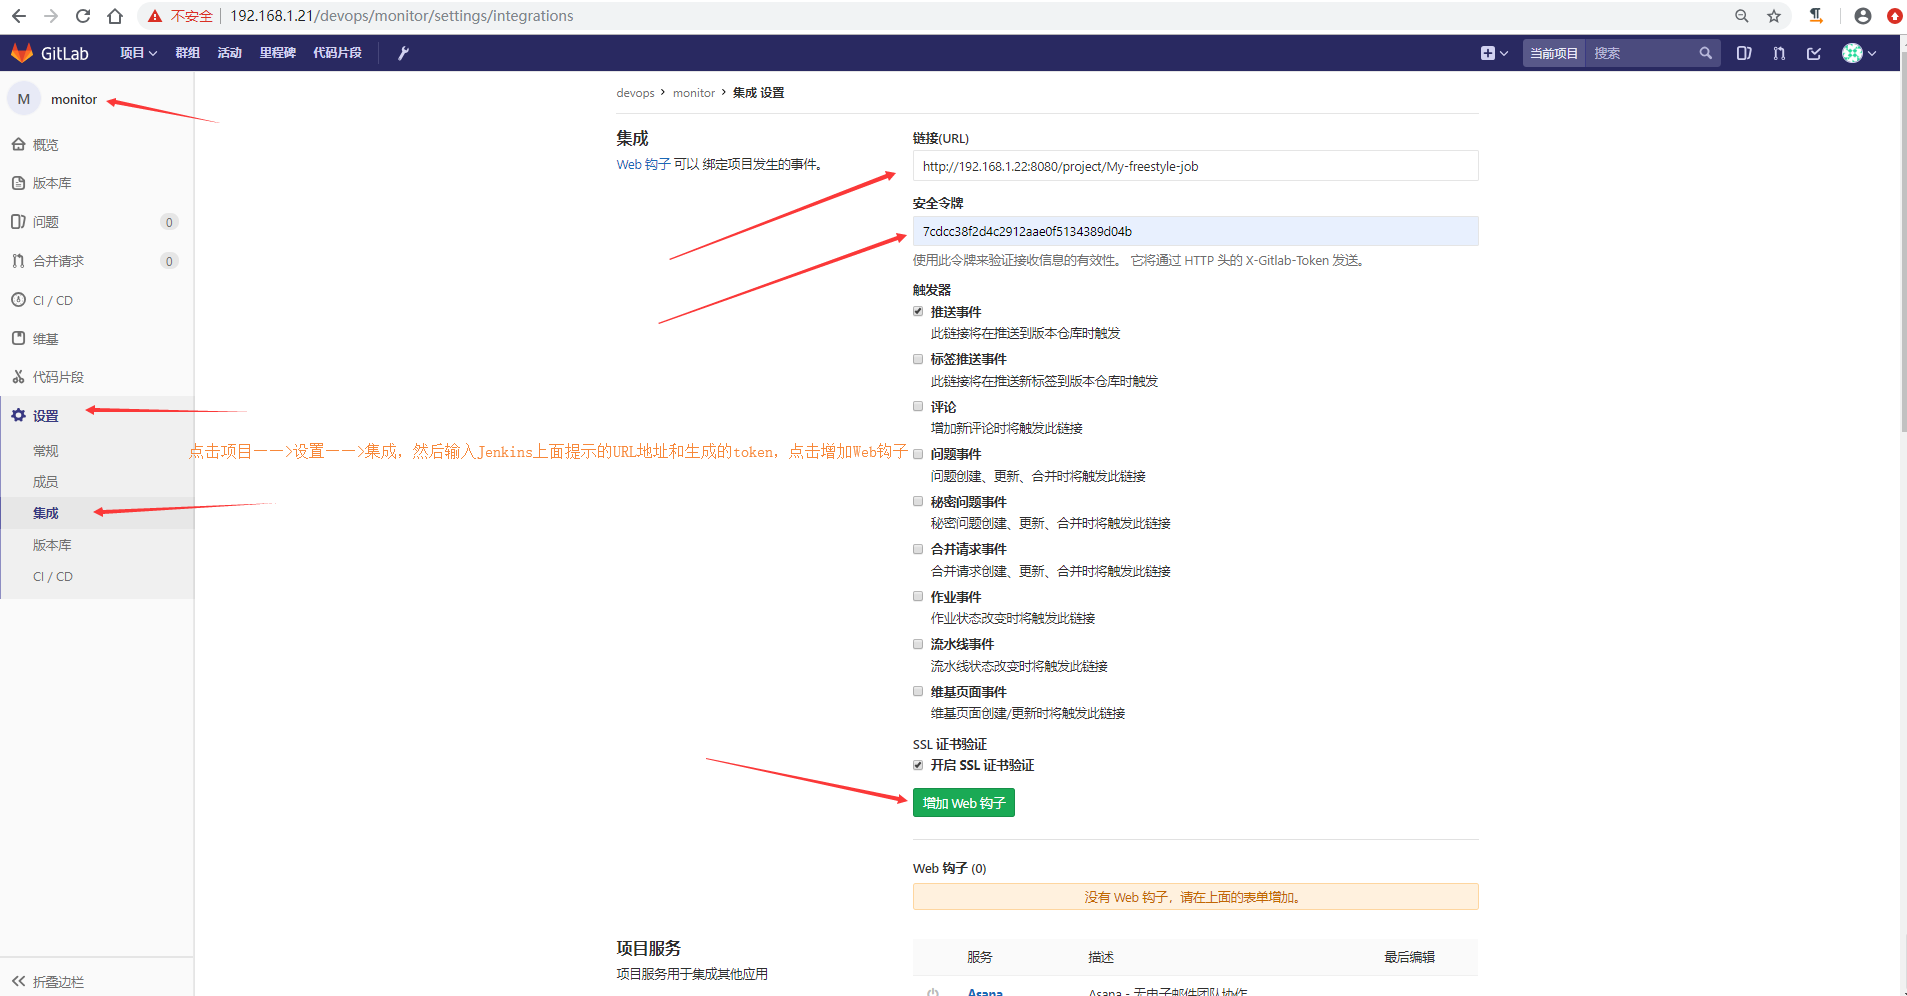 不安全 192.168.1.21/devops/monitor/settings/integrations
GitLab 项目 群组 活动 里程碑 代码片段 当前项目 搜索
M monitor
概览
版本库
问题 0
合并请求 0
CI / CD
维基
代码片段
设置
常规
成员
集成
版本库
CI / CD
折叠边栏
devops > monitor > 集成 设置
集成
Web 钩子 可以 绑定项目发生的事件。
链接(URL)
http://192.168.1.22:8080/project/My-freestyle-job
安全令牌
7cdcc38f2d4c2912aae0f5134389d04b
使用此令牌来验证接收信息的有效性。 它将通过 HTTP 头的 X-Gitlab-Token 发送。
触发器
推送事件
此链接将在推送到版本仓库时触发
标签推送事件
此链接将在推送新标签到版本仓库时触发
评论
增加新评论时将触发此链接
点击项目一一>设置一一>集成，然后输入Jenkins上面提示的URL地址和生成的token，点击增加Web钩子
问题事件
问题创建、更新、合并时将触发此链接
秘密问题事件
秘密问题创建、更新、合并时将触发此链接
合并请求事件
合并请求创建、更新、合并时将触发此链接
作业事件
作业状态改变时将触发此链接
流水线事件
流水线状态改变时将触发此链接
维基页面事件
维基页面创建/更新时将触发此链接
SSL 证书验证
开启 SSL 证书验证
增加 Web 钩子
Web 钩子 (0)
没有 Web 钩子，请在上面的表单增加。
项目服务
项目服务用于集成其他应用
服务 描述 最后编辑
Asana Asana - 无电子邮件团队协作